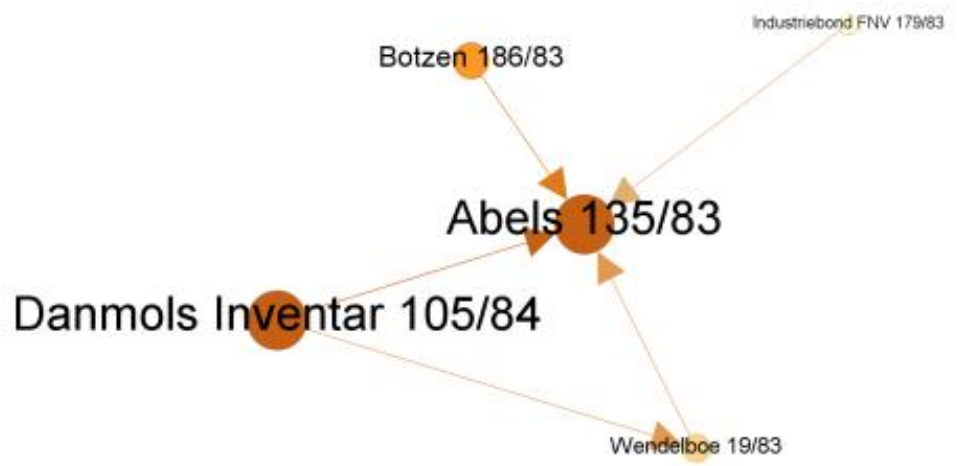 Industriebond FNV 179/83
Botzen 186/83
Abels 135/83
Danmols Inventar 105/84
Wendelboe 19/83